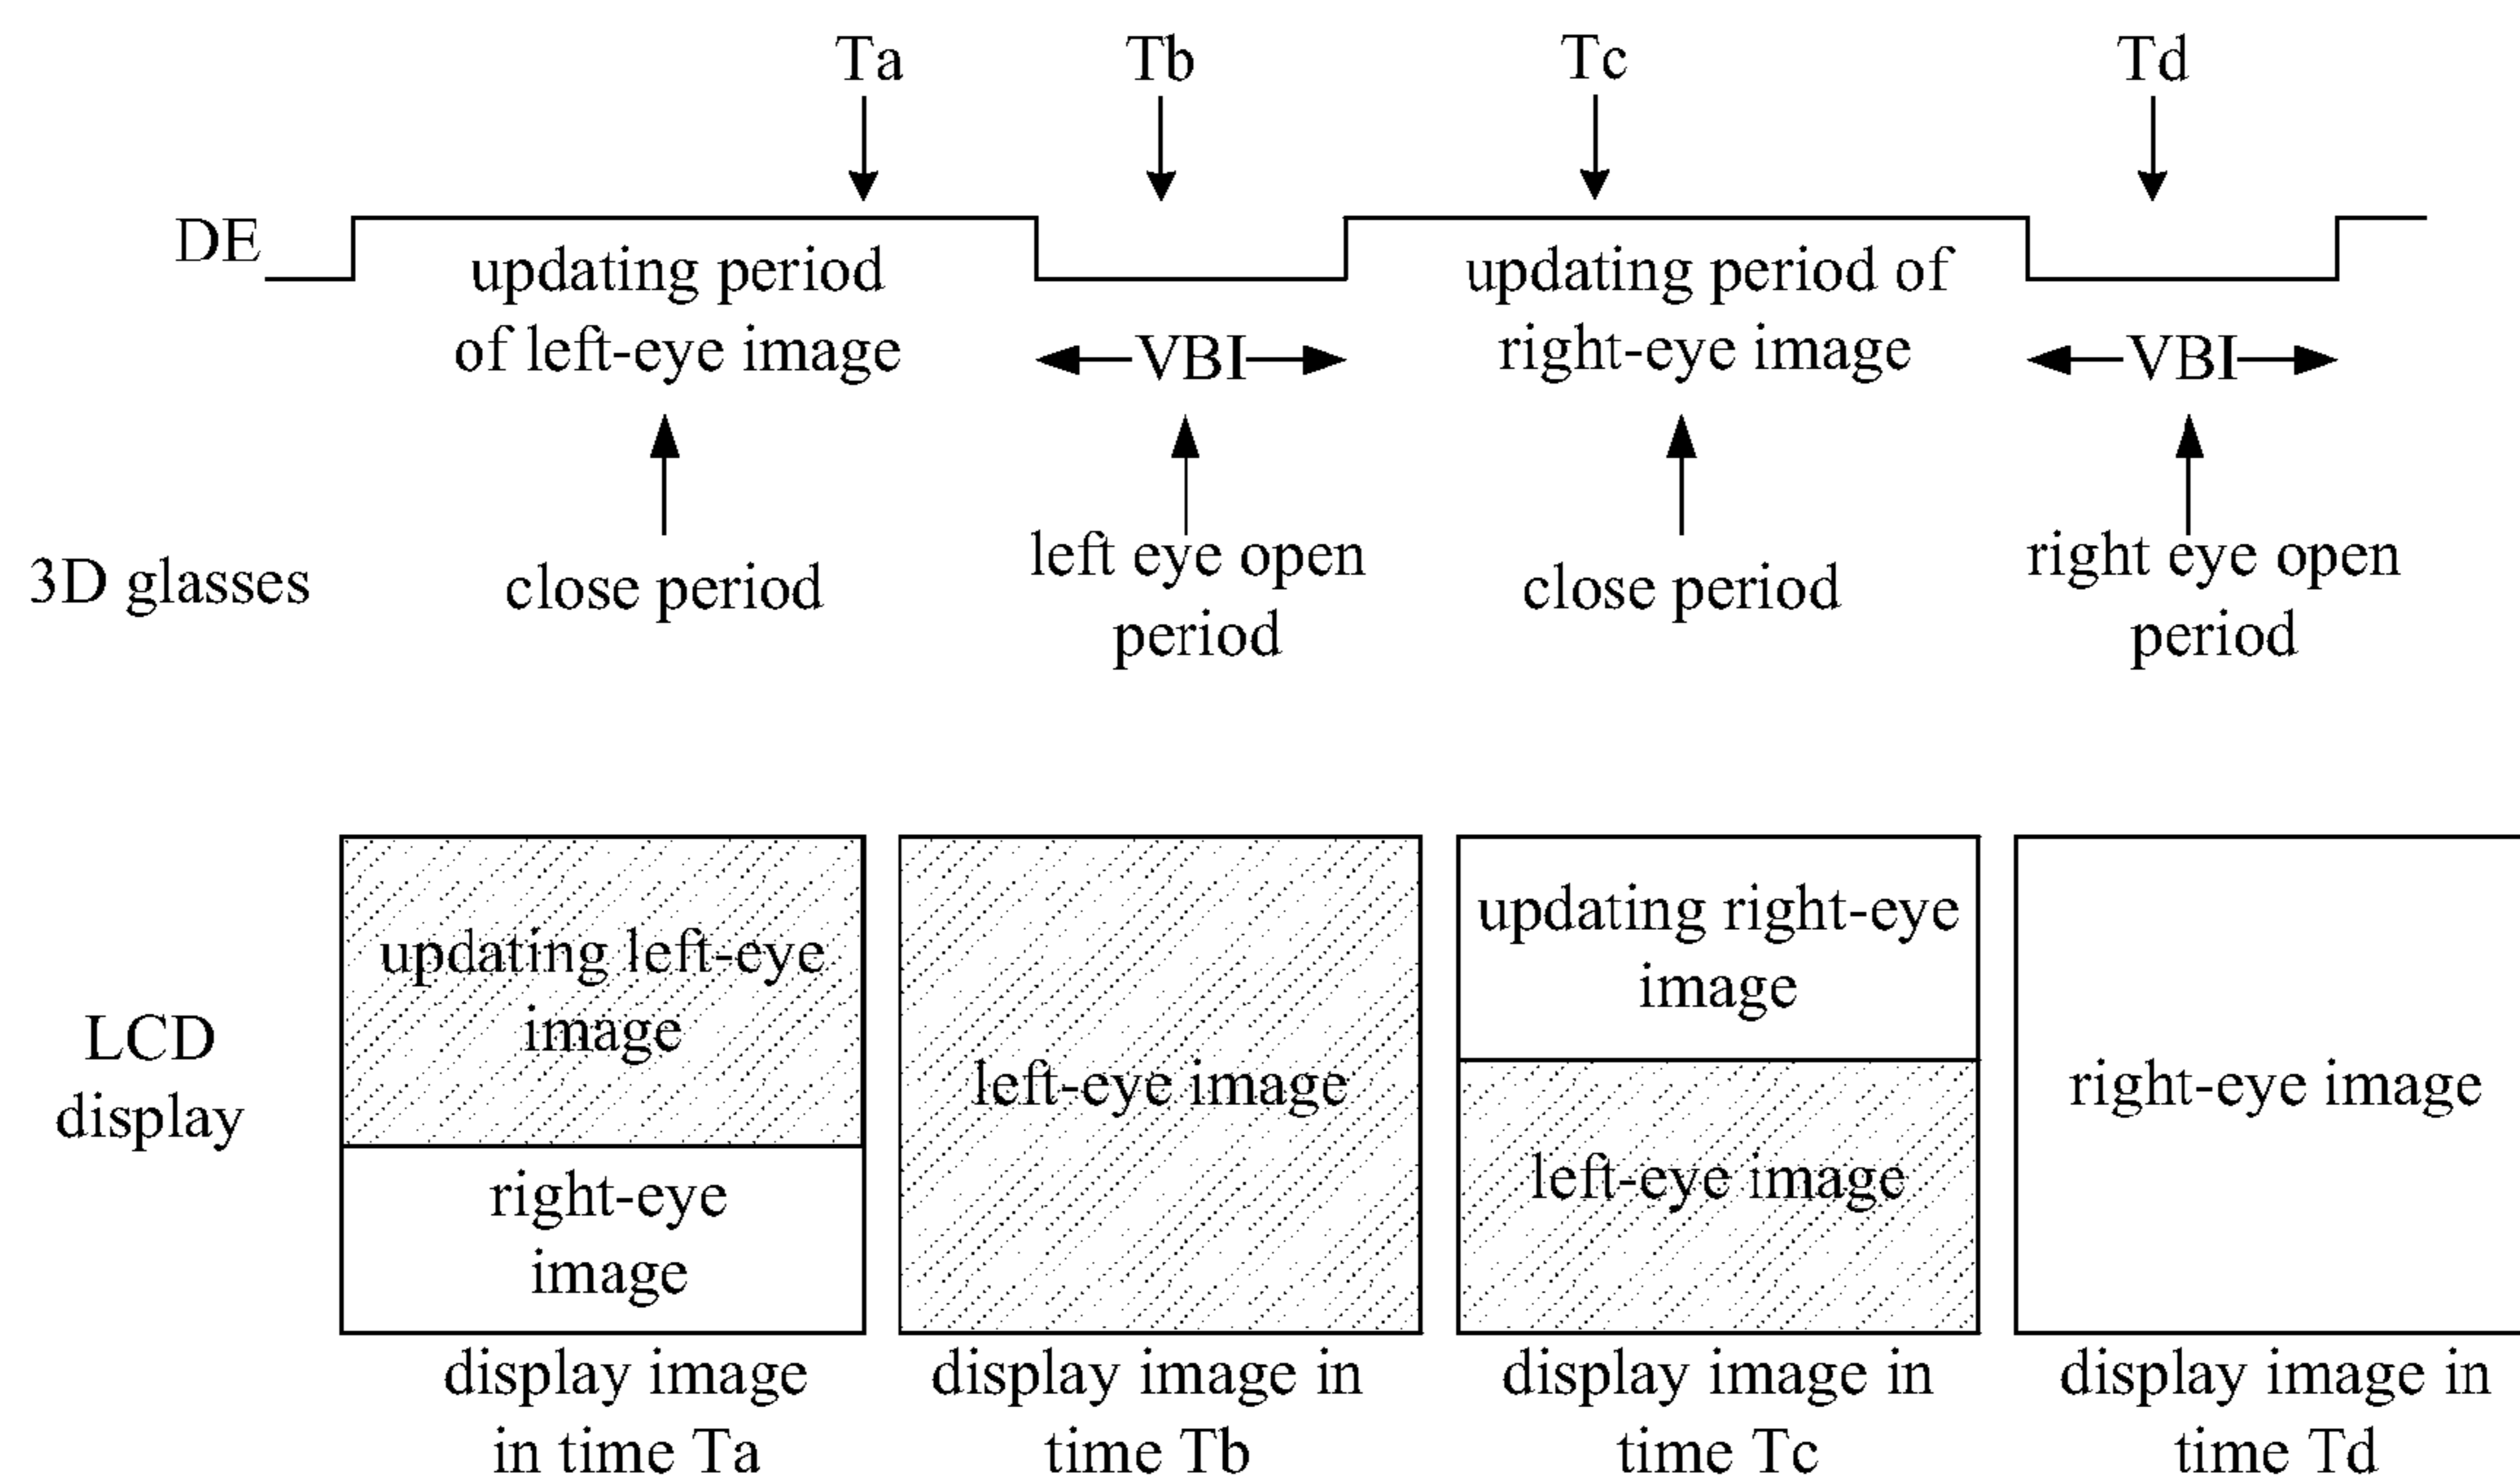 Ta Tb Tc Td
DE
updating period
of left-eye image
VBI
updating period of
right-eye image
VBI
3D glasses
close period
left eye open
period
close period
right eye open
period
LCD
display
updating left-eye
image
right-eye
image
left-eye image
updating right-eye
image
left-eye image
right-eye image
display image
in time Ta
display image in
time Tb
display image in
time Tc
display image in
time Td